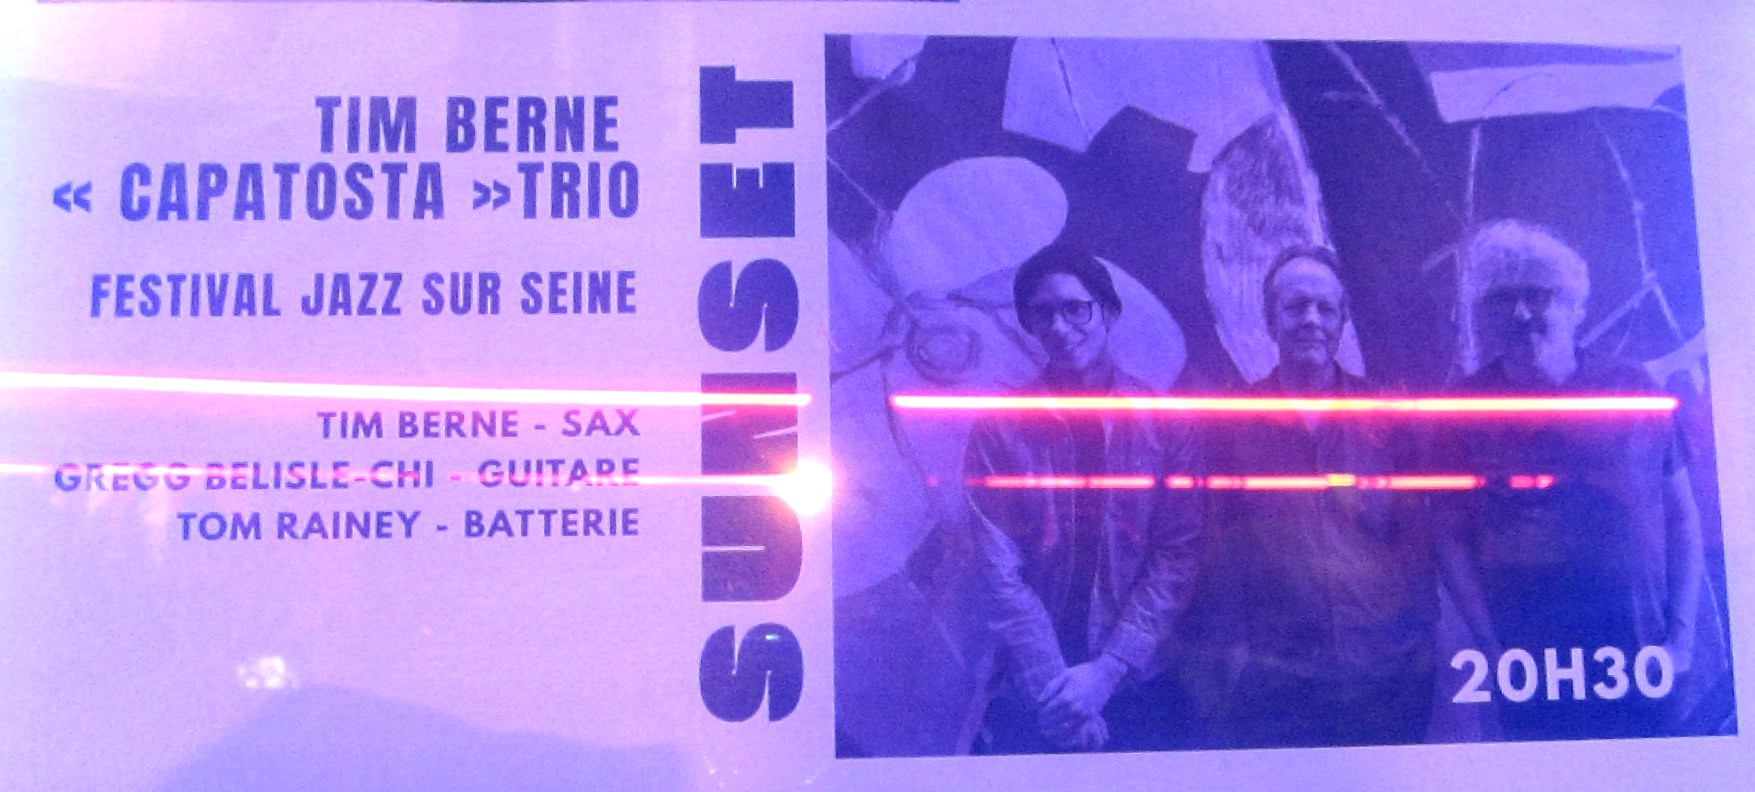 TIM BERNE
« CAPATOSTA »TRIO
FESTIVAL JAZZ SUR SEINE
TIM BERNE - SAX
GREGG BELISLE-CHI - GUITARE
TOM RAINEY - BATTERIE
SUNSET
20H30